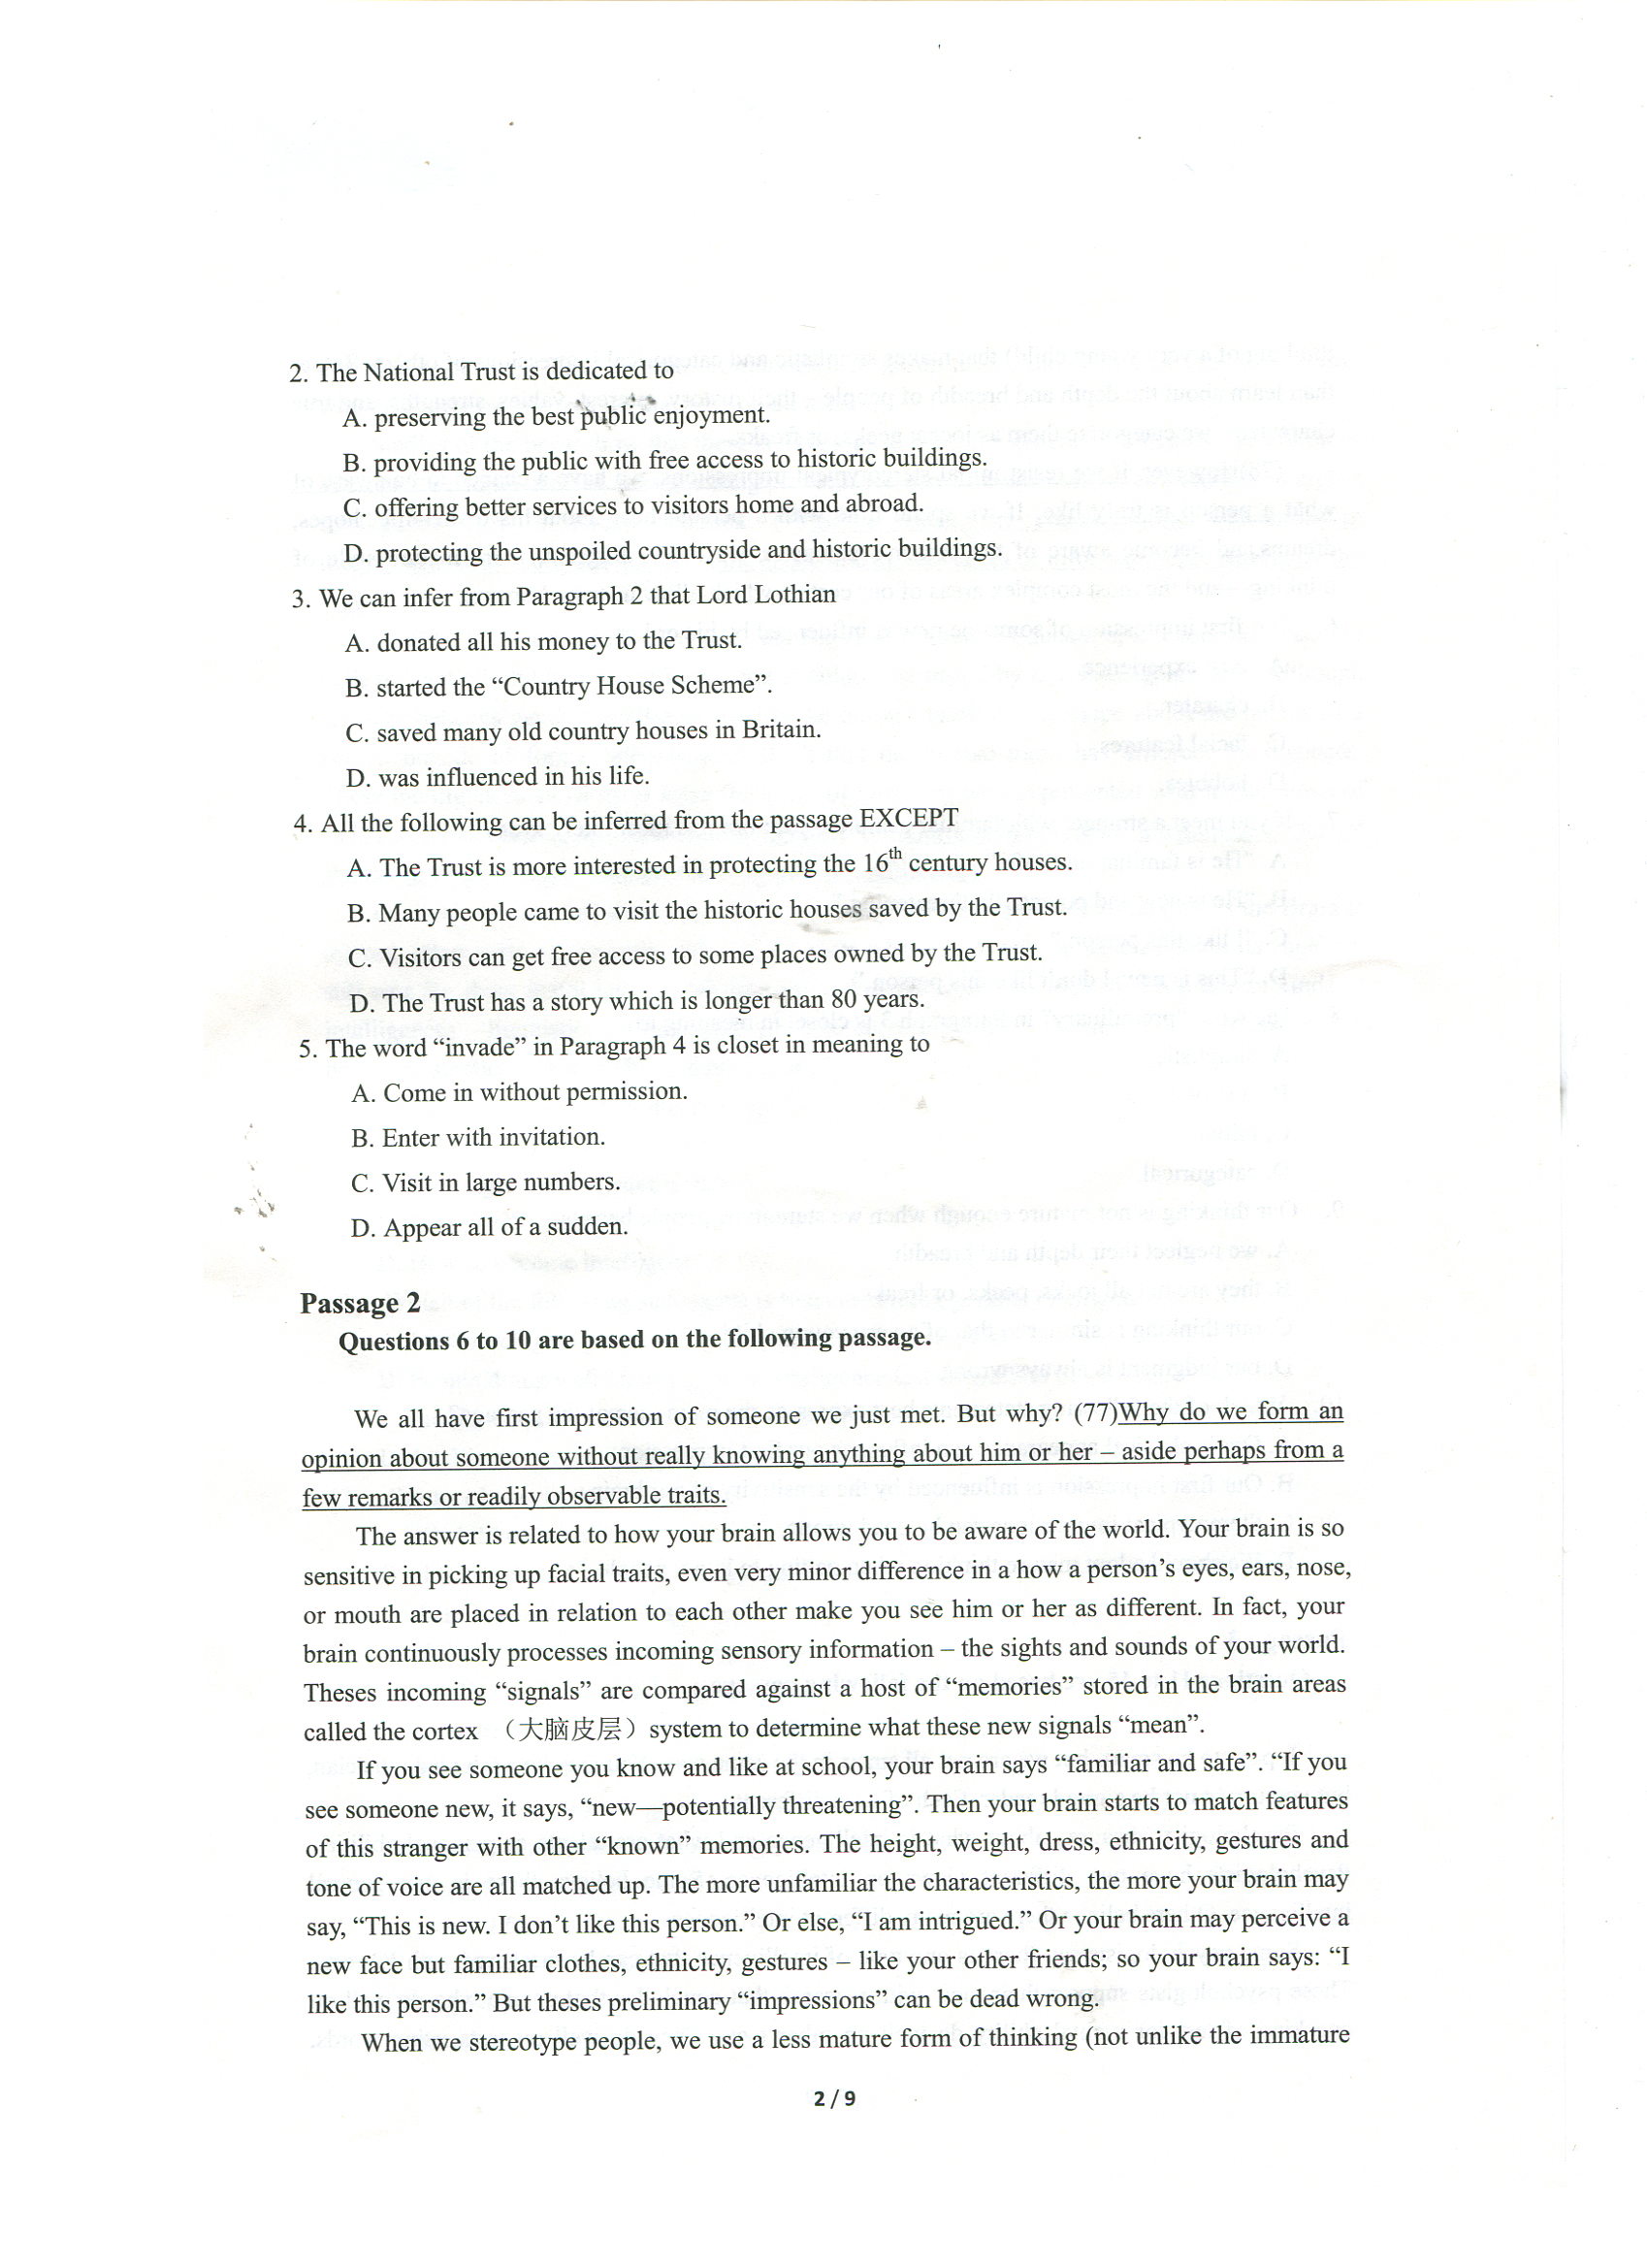 2. The National Trust is dedicated to
A. preserving the best public enjoyment.
B. providing the public with free access to historic buildings.
C. offering better services to visitors home and abroad.
D. protecting the unspoiled countryside and historic buildings.
3. We can infer from Paragraph 2 that Lord Lothian
A. donated all his money to the Trust.
B. started the “Country House Scheme”.
C. saved many old country houses in Britain.
D. was influenced in his life.
4. All the following can be inferred from the passage EXCEPT
A. The Trust is more interested in protecting the 16th century houses.
B. Many people came to visit the historic houses saved by the Trust.
C. Visitors can get free access to some places owned by the Trust.
D. The Trust has a story which is longer than 80 years.
5. The word “invade” in Paragraph 4 is closet in meaning to
A. Come in without permission.
B. Enter with invitation.
C. Visit in large numbers.
D. Appear all of a sudden.
Passage 2
Questions 6 to 10 are based on the following passage.
We all have first impression of someone we just met. But why? (77)Why do we form an
opinion about someone without really knowing anything about him or her – aside perhaps from a
few remarks or readily observable traits.
The answer is related to how your brain allows you to be aware of the world. Your brain is so
sensitive in picking up facial traits, even very minor difference in a how a person’s eyes, ears, nose,
or mouth are placed in relation to each other make you see him or her as different. In fact, your
brain continuously processes incoming sensory information – the sights and sounds of your world.
Theses incoming “signals” are compared against a host of “memories” stored in the brain areas
called the cortex （大脑皮层）system to determine what these new signals “mean”.
If you see someone you know and like at school, your brain says “familiar and safe”. “If you
see someone new, it says, “new—potentially threatening”. Then your brain starts to match features
of this stranger with other “known” memories. The height, weight, dress, ethnicity, gestures and
tone of voice are all matched up. The more unfamiliar the characteristics, the more your brain may
say, “This is new. I don’t like this person.” Or else, “I am intrigued.” Or your brain may perceive a
new face but familiar clothes, ethnicity, gestures – like your other friends; so your brain says: “I
like this person.” But theses preliminary “impressions” can be dead wrong.
When we stereotype people, we use a less mature form of thinking (not unlike the immature
2 / 9